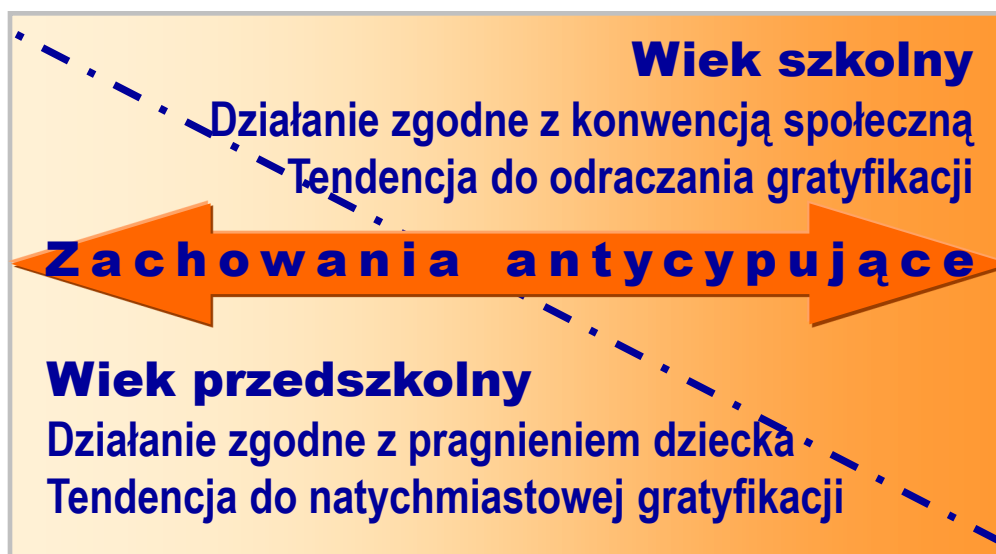 Wiek szkolny
Działanie zgodne z konwencją społeczną
Tendencja do odraczania gratyfikacji
Zachowania antycypujące
Wiek przedszkolny
Działanie zgodne z pragnieniem dziecka
Tendencja do natychmiastowej gratyfikacji